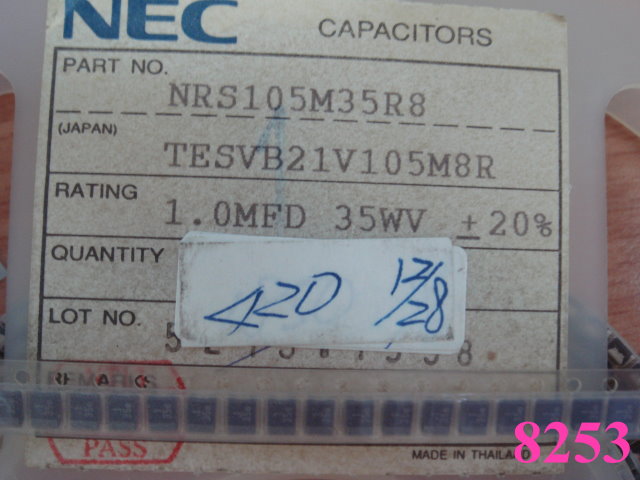 NEC CAPACITORS
PART NO. NRS105M35R8
(JAPAN) TESVB21V105M8R
RATING 1.0MFD 35WV ±20%
QUANTITY
420 12/28
LOT NO.
REMARKS
PASS
MADE IN THAILAND
8253